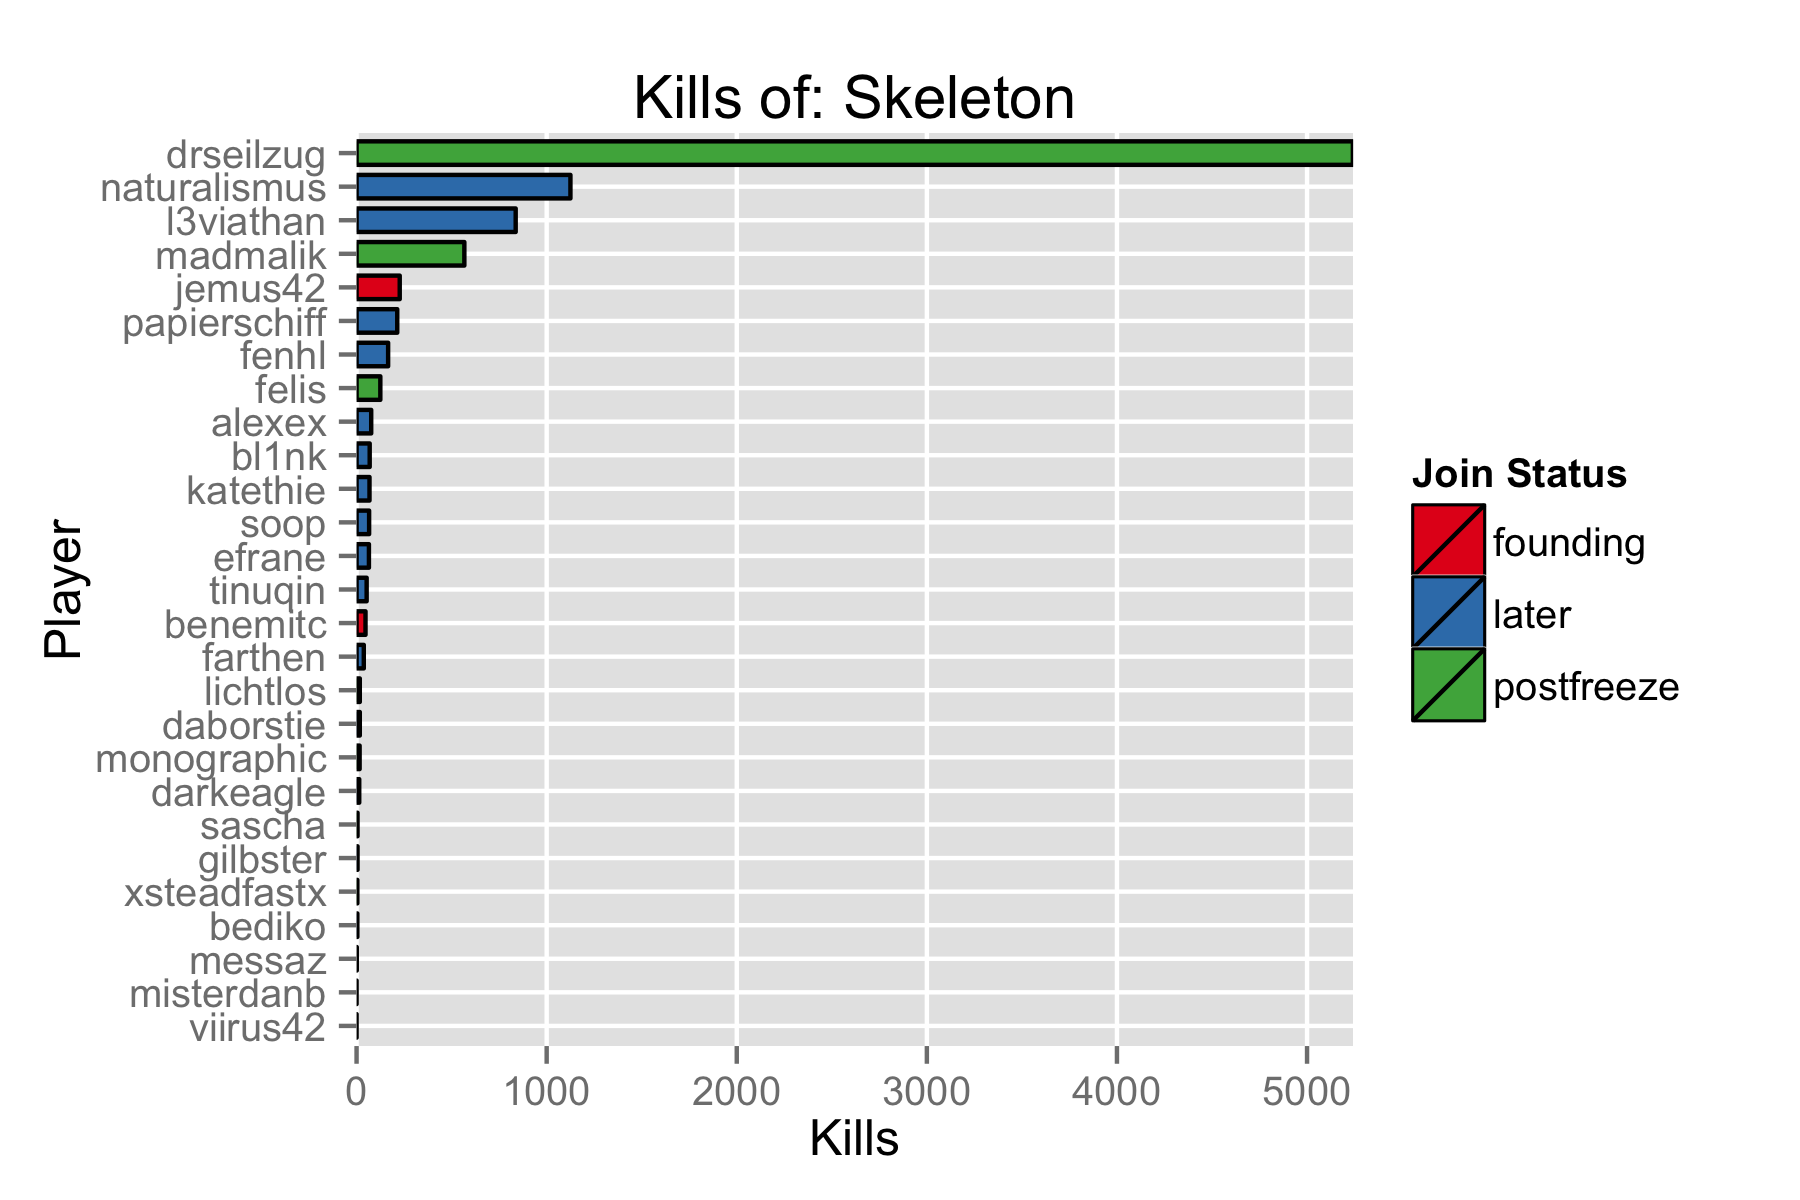 Kills of: Skeleton
drseilzug
naturalismus
l3viathan
madmalik
jemus42
papierschiff
fenhl
felis
alexex
bl1nk
katethie
soop
efrane
tinuqin
benemitc
farthen
lichtlos
daborstie
monographic
darkeagle
sascha
gilbster
xsteadfastx
bediko
messaz
misterdanb
viirus42
Player
0 1000 2000 3000 4000 5000
Kills
Join Status
founding
later
postfreeze